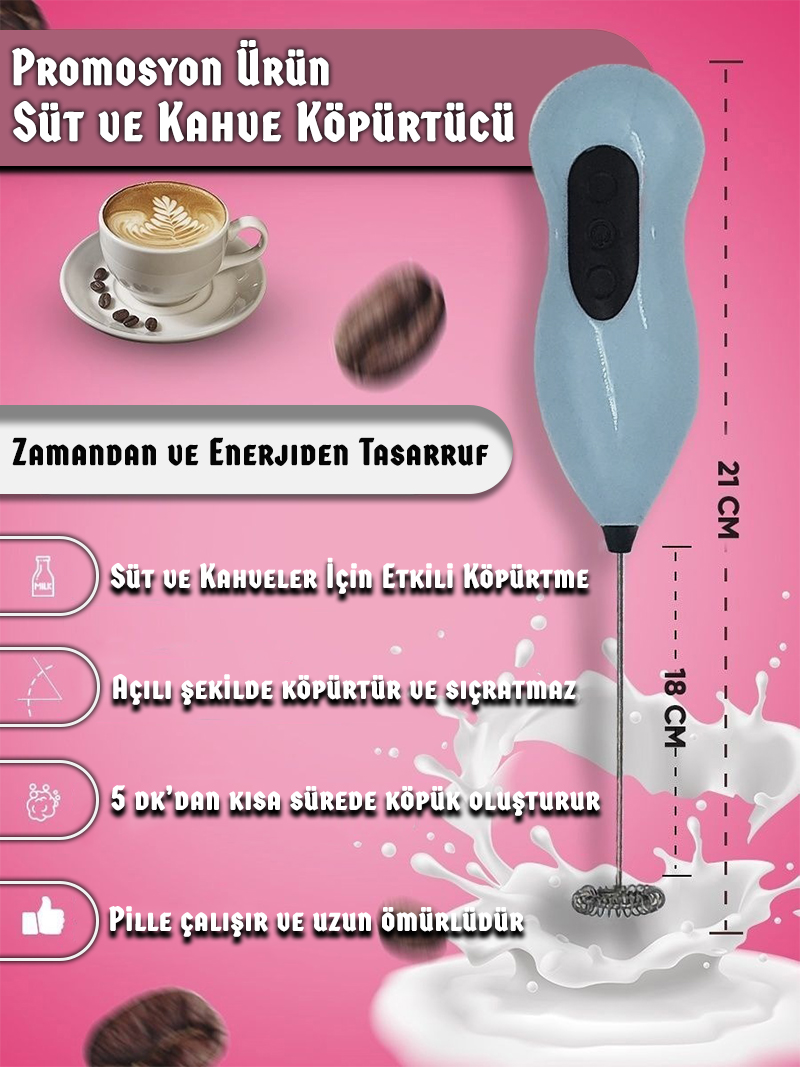 Promosyon Ürün
Süt ve Kahve Köpürtücü
Zamandan ve Enerjiden Tasarruf
MILK
Süt ve Kahveler İçin Etkili Köpürtme
Açılı şekilde köpürtür ve sıçratmaz
5 dk'dan kısa sürede köpük oluşturur
Pille çalışır ve uzun ömürlüdür
21 CM
18 CM